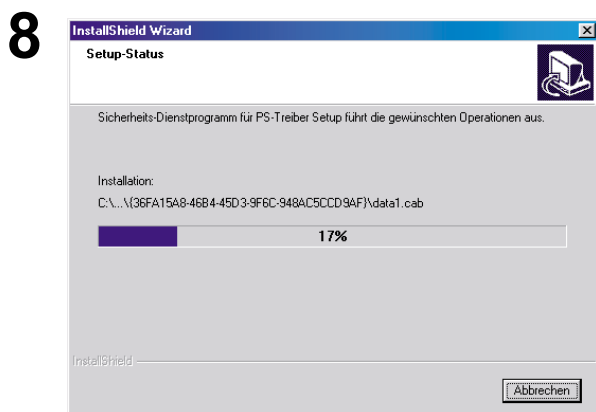 8
InstallShield Wizard
Setup-Status
Sicherheits-Dienstprogramm für PS-Treiber Setup führt die gewünschten Operationen aus.
Installation:
C:\...\{36FA15A8-46B4-45D3-9F6C-948AC5CCD9AF}\data1.cab
17%
InstallShield
Abbrechen